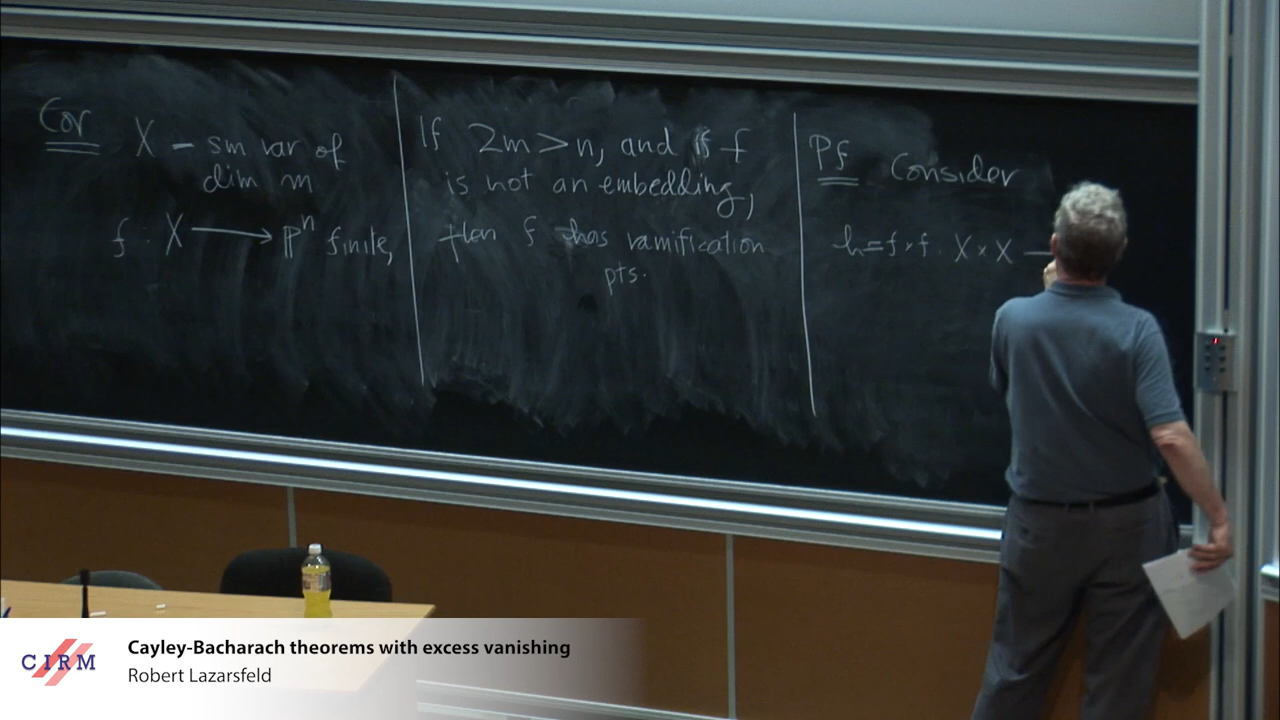 Cor
X – sm var of
dim m
f : X ⟶ ℙⁿ finite,
If 2m > n, and if f
is not an embedding,
then f has ramification
pts.
Pf Consider
h = f × f : X × X —
CIRM
Cayley-Bacharach theorems with excess vanishing
Robert Lazarsfeld